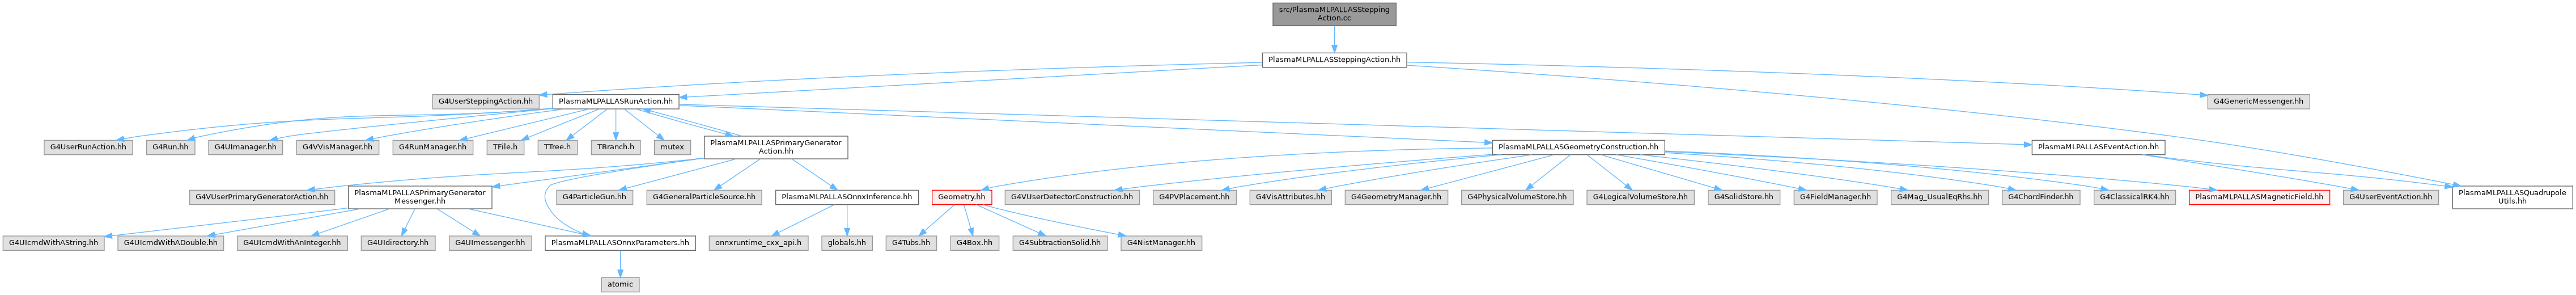 src/PlasmaMLPALLASStepping
Action.cc
PlasmaMLPALLASSteppingAction.hh
G4UserSteppingAction.hh
PlasmaMLPALLASRunAction.hh
G4GenericMessenger.hh
G4UserRunAction.hh
G4Run.hh
G4UImanager.hh
G4VVisManager.hh
G4RunManager.hh
TFile.h
TTree.h
TBranch.h
mutex
PlasmaMLPALLASPrimaryGenerator
Action.hh
PlasmaMLPALLASGeometryConstruction.hh
PlasmaMLPALLASEventAction.hh
G4VUserPrimaryGeneratorAction.hh
PlasmaMLPALLASPrimaryGenerator
Messenger.hh
G4ParticleGun.hh
G4GeneralParticleSource.hh
PlasmaMLPALLASOnnxInference.hh
Geometry.hh
G4VUserDetectorConstruction.hh
G4PVPlacement.hh
G4VisAttributes.hh
G4GeometryManager.hh
G4PhysicalVolumeStore.hh
G4LogicalVolumeStore.hh
G4SolidStore.hh
G4FieldManager.hh
G4Mag_UsualEqRhs.hh
G4ChordFinder.hh
G4ClassicalRK4.hh
PlasmaMLPALLASMagneticField.hh
G4UserEventAction.hh
PlasmaMLPALLASQuadrupole
Utils.hh
G4UIcmdWithAString.hh
G4UIcmdWithADouble.hh
G4UIcmdWithAnInteger.hh
G4UIdirectory.hh
G4UImessenger.hh
PlasmaMLPALLASOnnxParameters.hh
onnxruntime_cxx_api.h
globals.hh
G4Tubs.hh
G4Box.hh
G4SubtractionSolid.hh
G4NistManager.hh
atomic